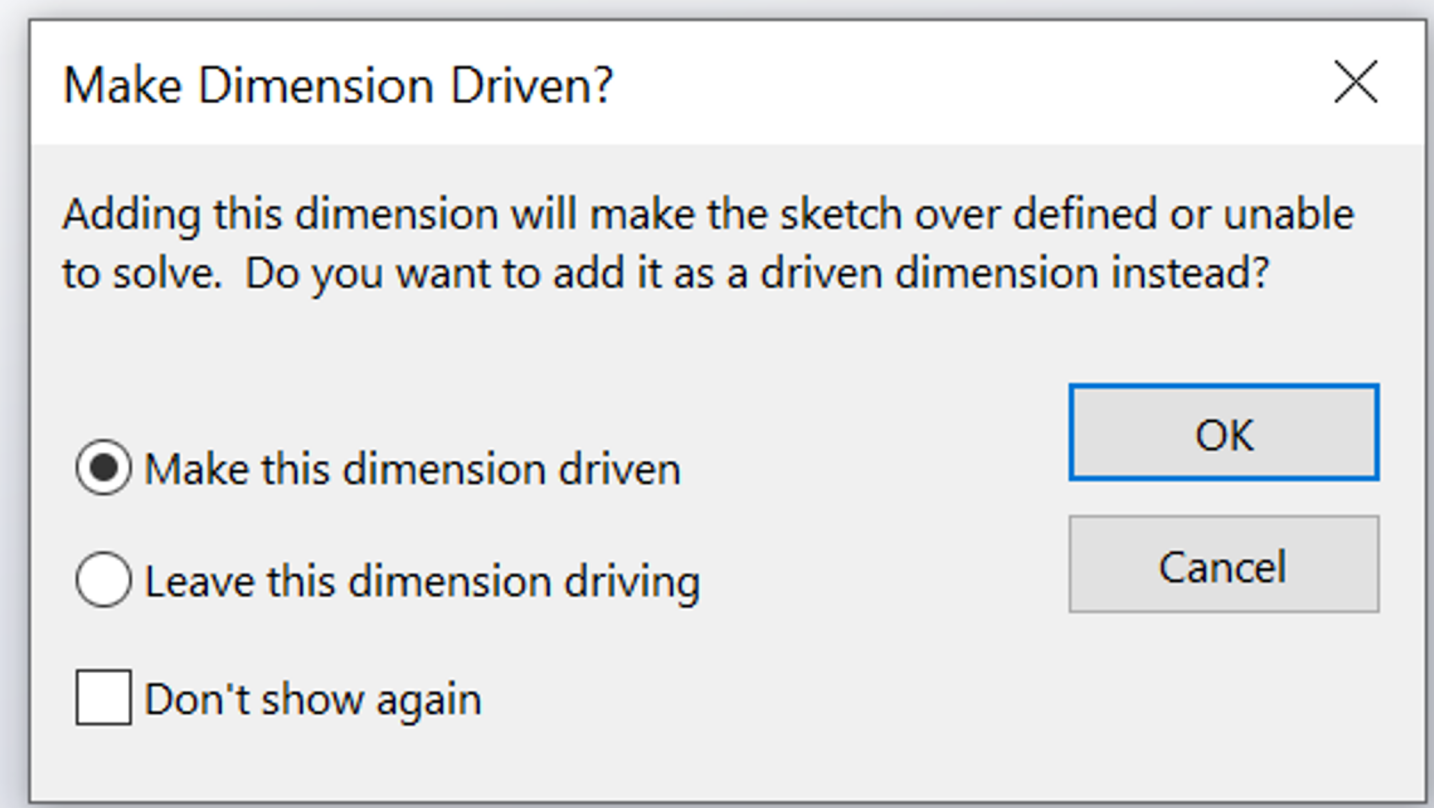 Make Dimension Driven?
Adding this dimension will make the sketch over defined or unable
to solve.  Do you want to add it as a driven dimension instead?
OK
Make this dimension driven
Cancel
Leave this dimension driving
Don't show again